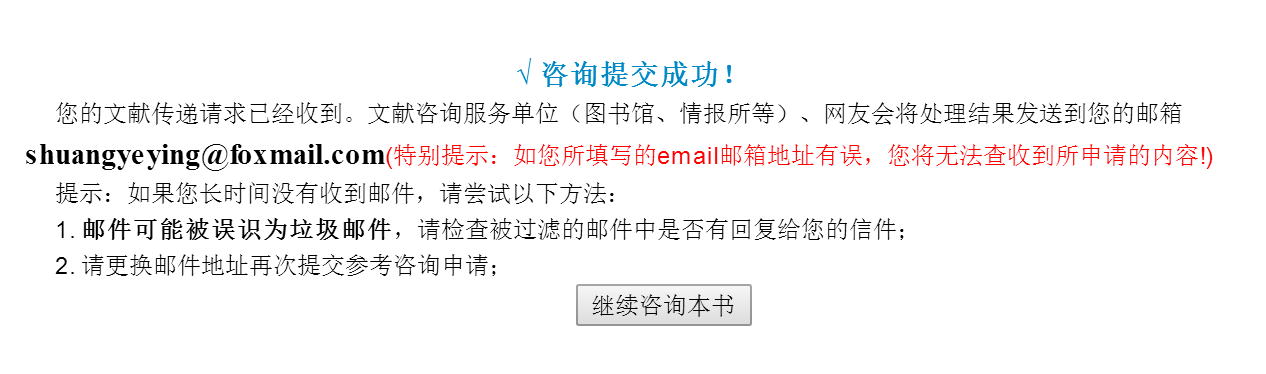 √ 咨询提交成功！
您的文献传递请求已经收到。文献咨询服务单位（图书馆、情报所等）、网友会将处理结果发送到您的邮箱
shuangyeying@foxmail.com(特别提示：如您所填写的email邮箱地址有误，您将无法查收到所申请的内容!)
提示：如果您长时间没有收到邮件，请尝试以下方法：
1. 邮件可能被误识为垃圾邮件，请检查被过滤的邮件中是否有回复给您的信件；
2. 请更换邮件地址再次提交参考咨询申请；
继续咨询本书